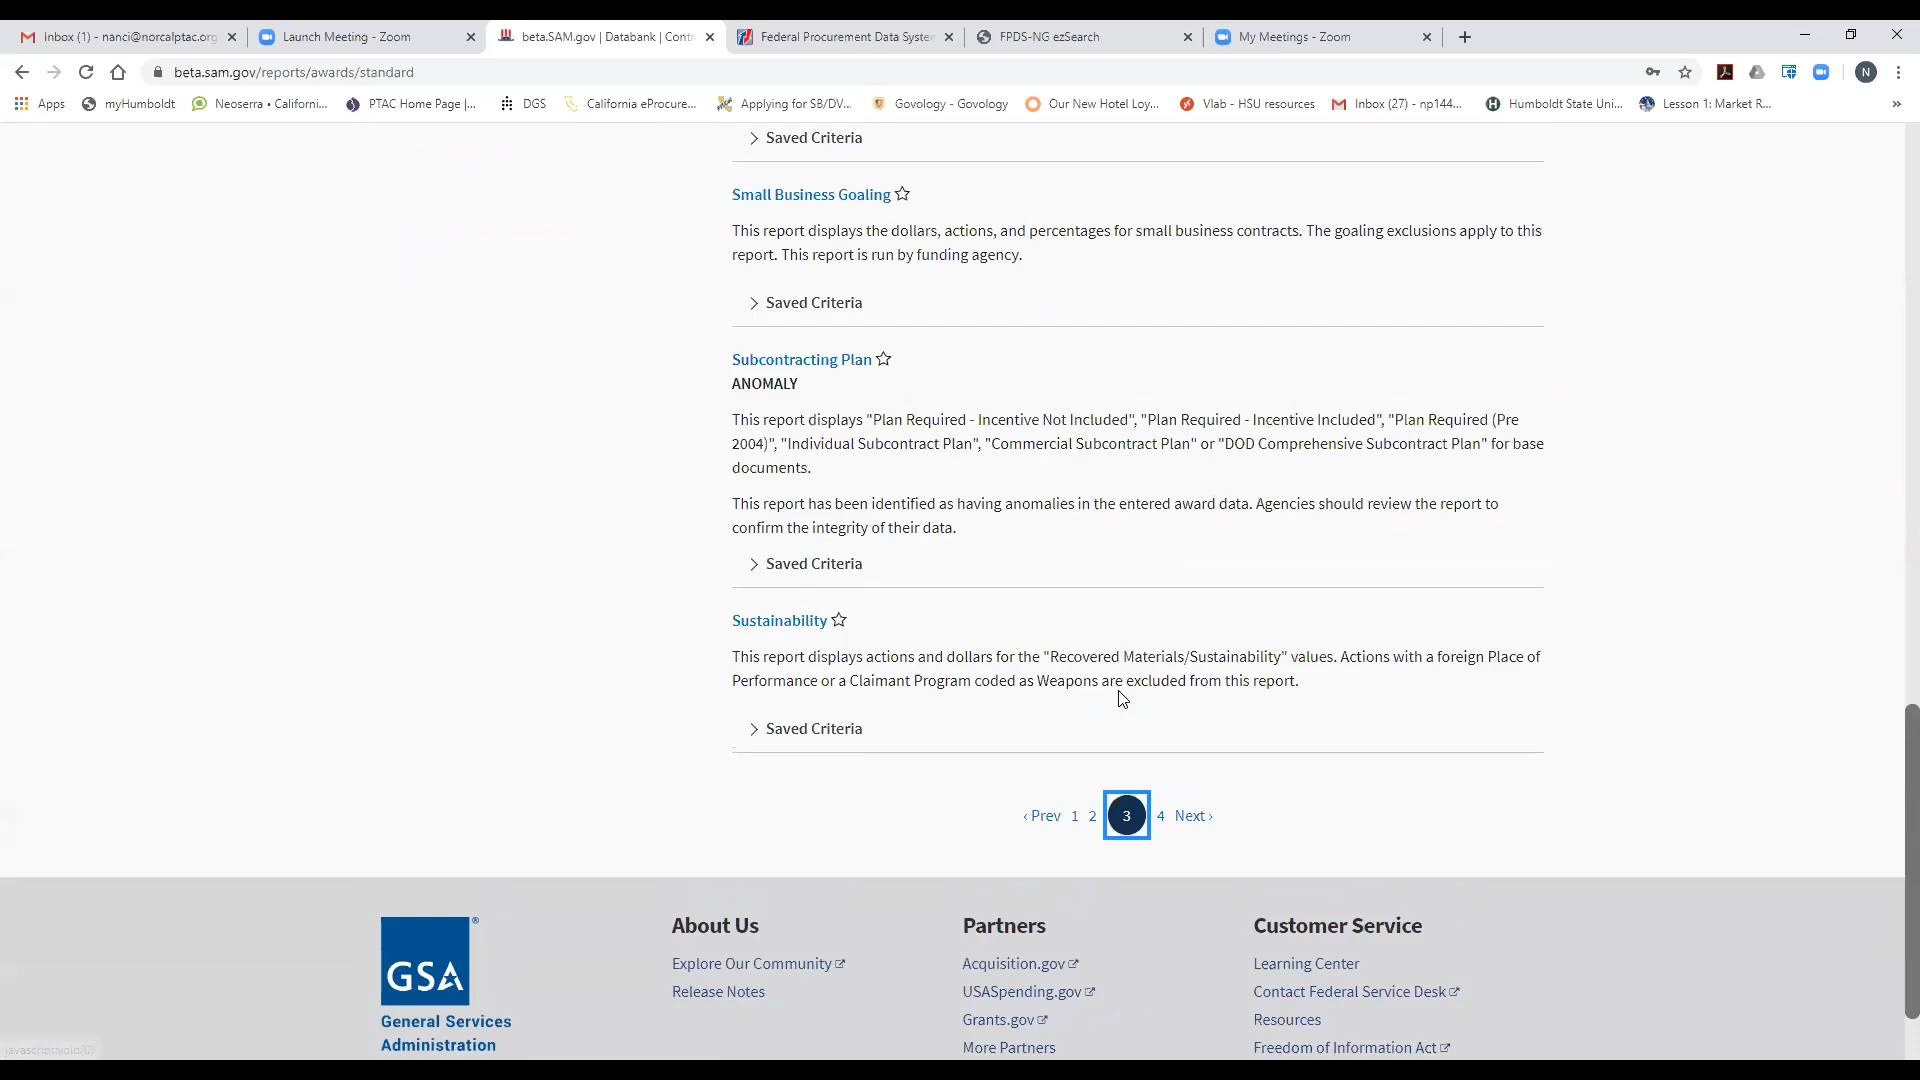 Inbox (1) - nanci@norcalptac.org
Launch Meeting - Zoom
beta.SAM.gov | Databank | Contr
Federal Procurement Data System
FPDS-NG ezSearch
My Meetings - Zoom
beta.sam.gov/reports/awards/standard
N
Apps
myHumboldt
Neoserra • Californi...
PTAC Home Page |...
DGS
California eProcure...
Applying for SB/DV...
Govology - Govology
Our New Hotel Loy...
Vlab - HSU resources
Inbox (27) - np144...
Humboldt State Uni...
Lesson 1: Market R...
Saved Criteria
Small Business Goaling
This report displays the dollars, actions, and percentages for small business contracts. The goaling exclusions apply to this
report. This report is run by funding agency.
Saved Criteria
Subcontracting Plan
ANOMALY
This report displays "Plan Required - Incentive Not Included", "Plan Required - Incentive Included", "Plan Required (Pre
2004)", "Individual Subcontract Plan", "Commercial Subcontract Plan" or "DOD Comprehensive Subcontract Plan" for base
documents.
This report has been identified as having anomalies in the entered award data. Agencies should review the report to
confirm the integrity of their data.
Saved Criteria
Sustainability
This report displays actions and dollars for the "Recovered Materials/Sustainability" values. Actions with a foreign Place of
Performance or a Claimant Program coded as Weapons are excluded from this report.
Saved Criteria
‹ Prev 1 2 3 4 Next ›
GSA
General Services
Administration
About Us
Explore Our Community
Release Notes
Partners
Acquisition.gov
USASpending.gov
Grants.gov
More Partners
Customer Service
Learning Center
Contact Federal Service Desk
Resources
Freedom of Information Act